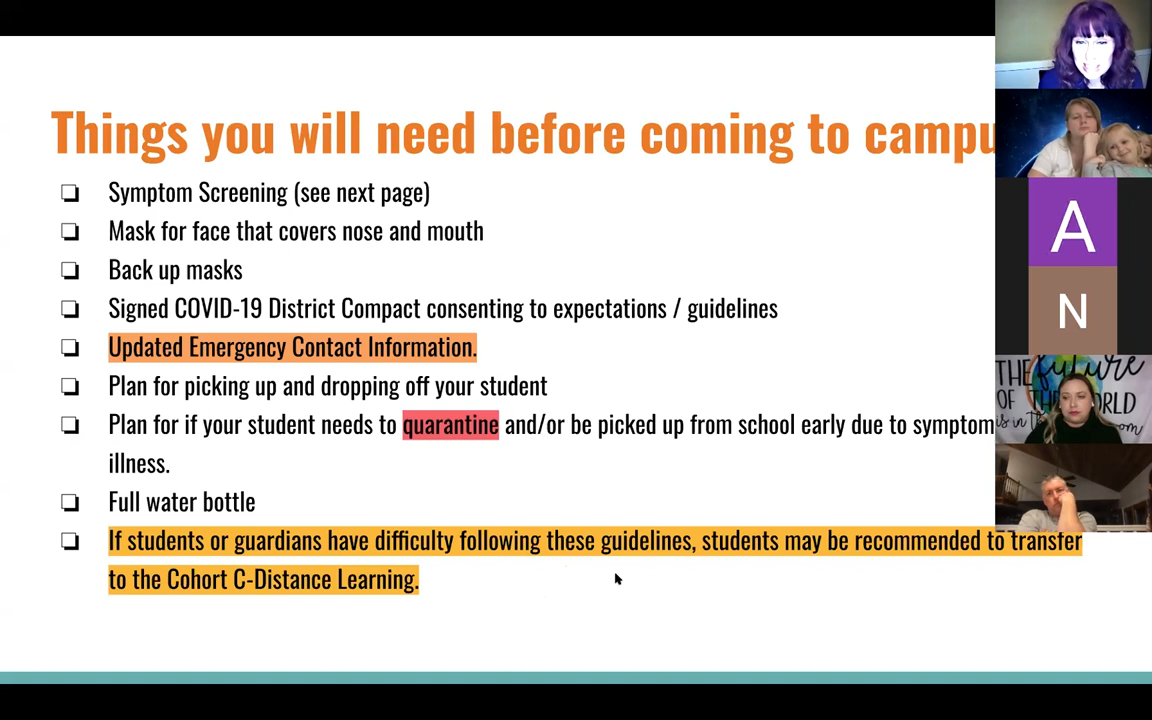 Things you will need before coming to campu
❏ Symptom Screening (see next page)
❏ Mask for face that covers nose and mouth
❏ Back up masks
❏ Signed COVID-19 District Compact consenting to expectations / guidelines
❏ Updated Emergency Contact Information.
❏ Plan for picking up and dropping off your student
❏ Plan for if your student needs to quarantine and/or be picked up from school early due to symptom
illness.
❏ Full water bottle
❏ If students or guardians have difficulty following these guidelines, students may be recommended to transfer
to the Cohort C-Distance Learning.
A
N
THE future
OF THE WORLD
is in